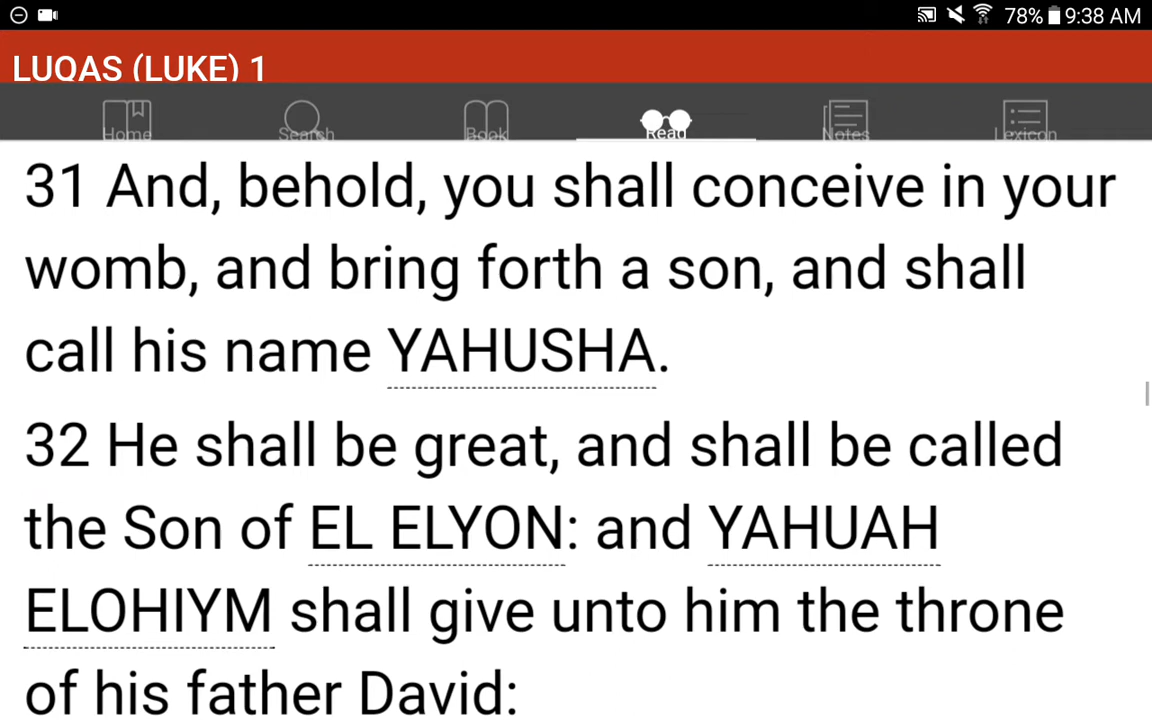 78% 9:38 AM
LUQAS (LUKE) 1
Home Search Book Read Notes Lexicon
31 And, behold, you shall conceive in your
womb, and bring forth a son, and shall
call his name YAHUSHA.
32 He shall be great, and shall be called
the Son of EL ELYON: and YAHUAH
ELOHIYM shall give unto him the throne
of his father David: